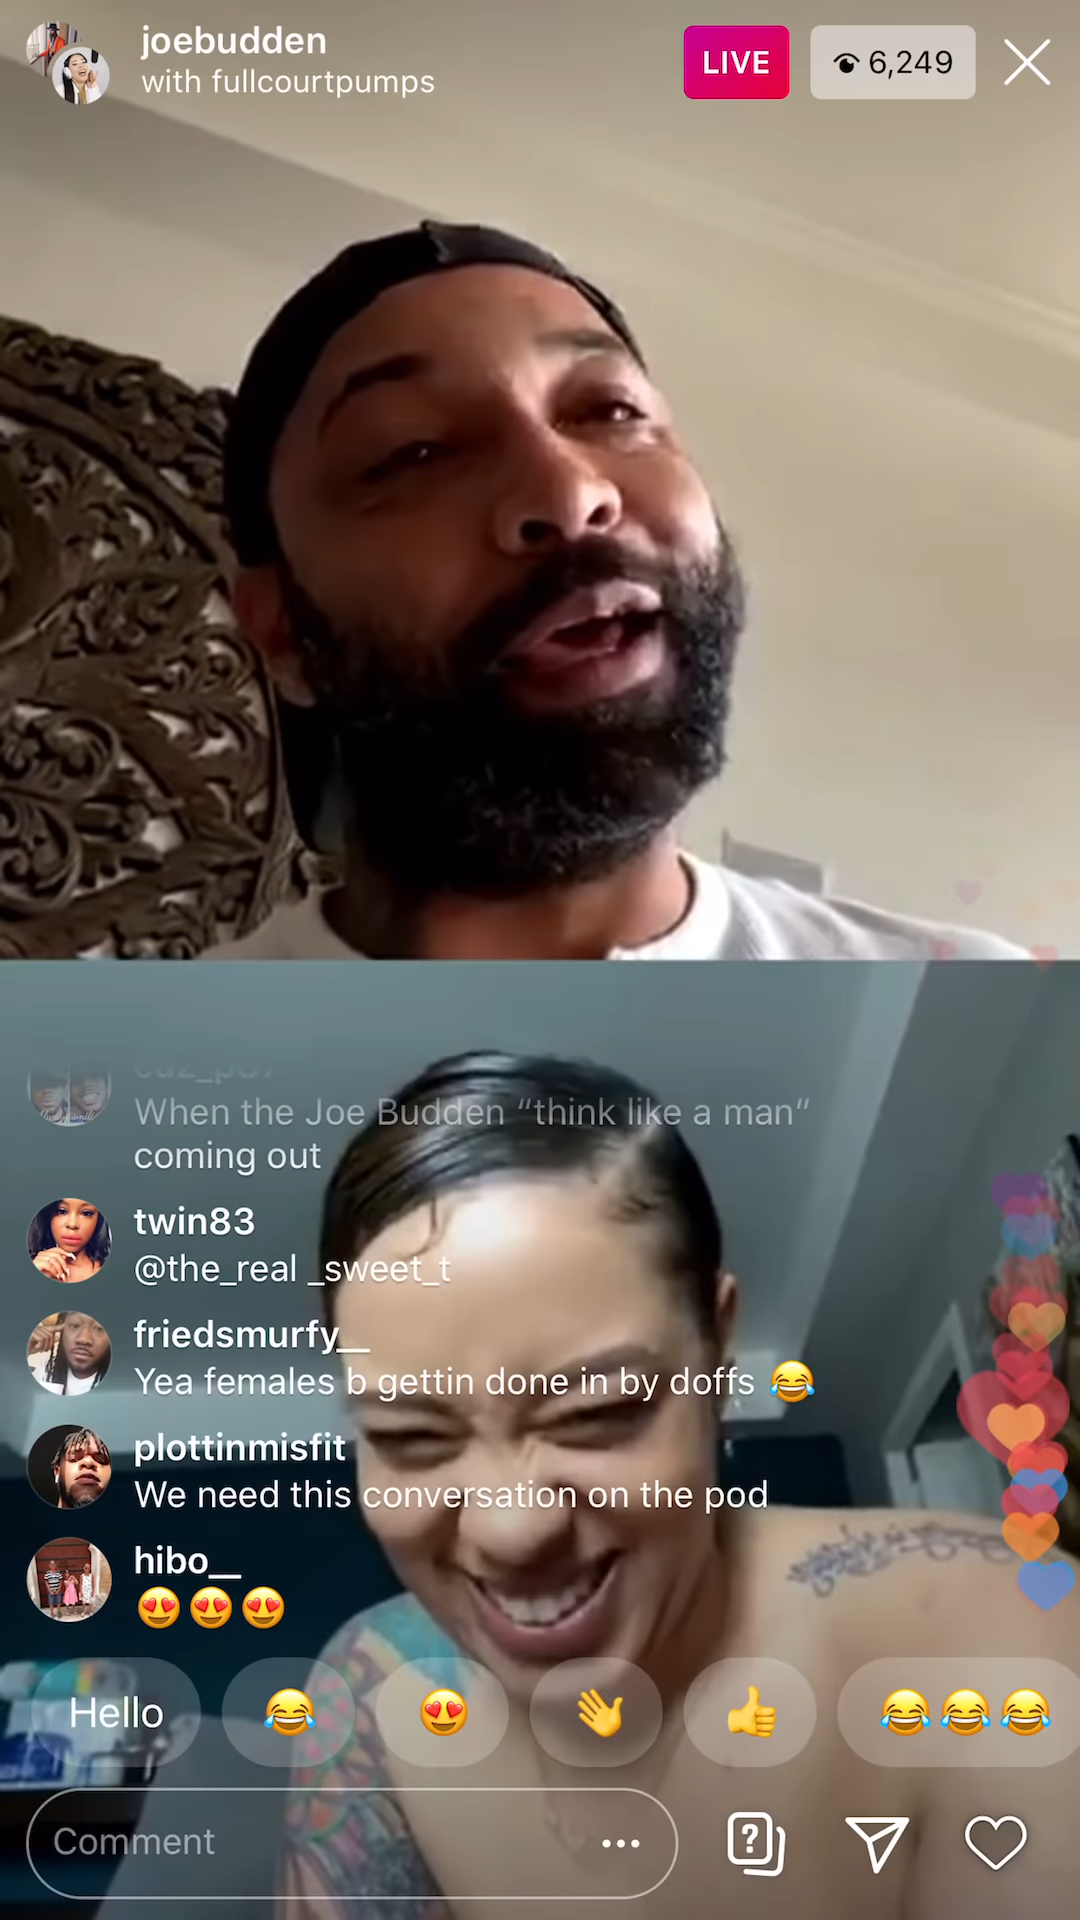 joebudden
with fullcourtpumps
LIVE
6,249
When the Joe Budden “think like a man”
coming out
twin83
@the_real _sweet_t
friedsmurfy__
Yea females b gettin done in by doffs 😂
plottinmisfit
We need this conversation on the pod
hibo__
😍😍😍
Hello 😂 😍 👋 👍 😂😂😂
Comment